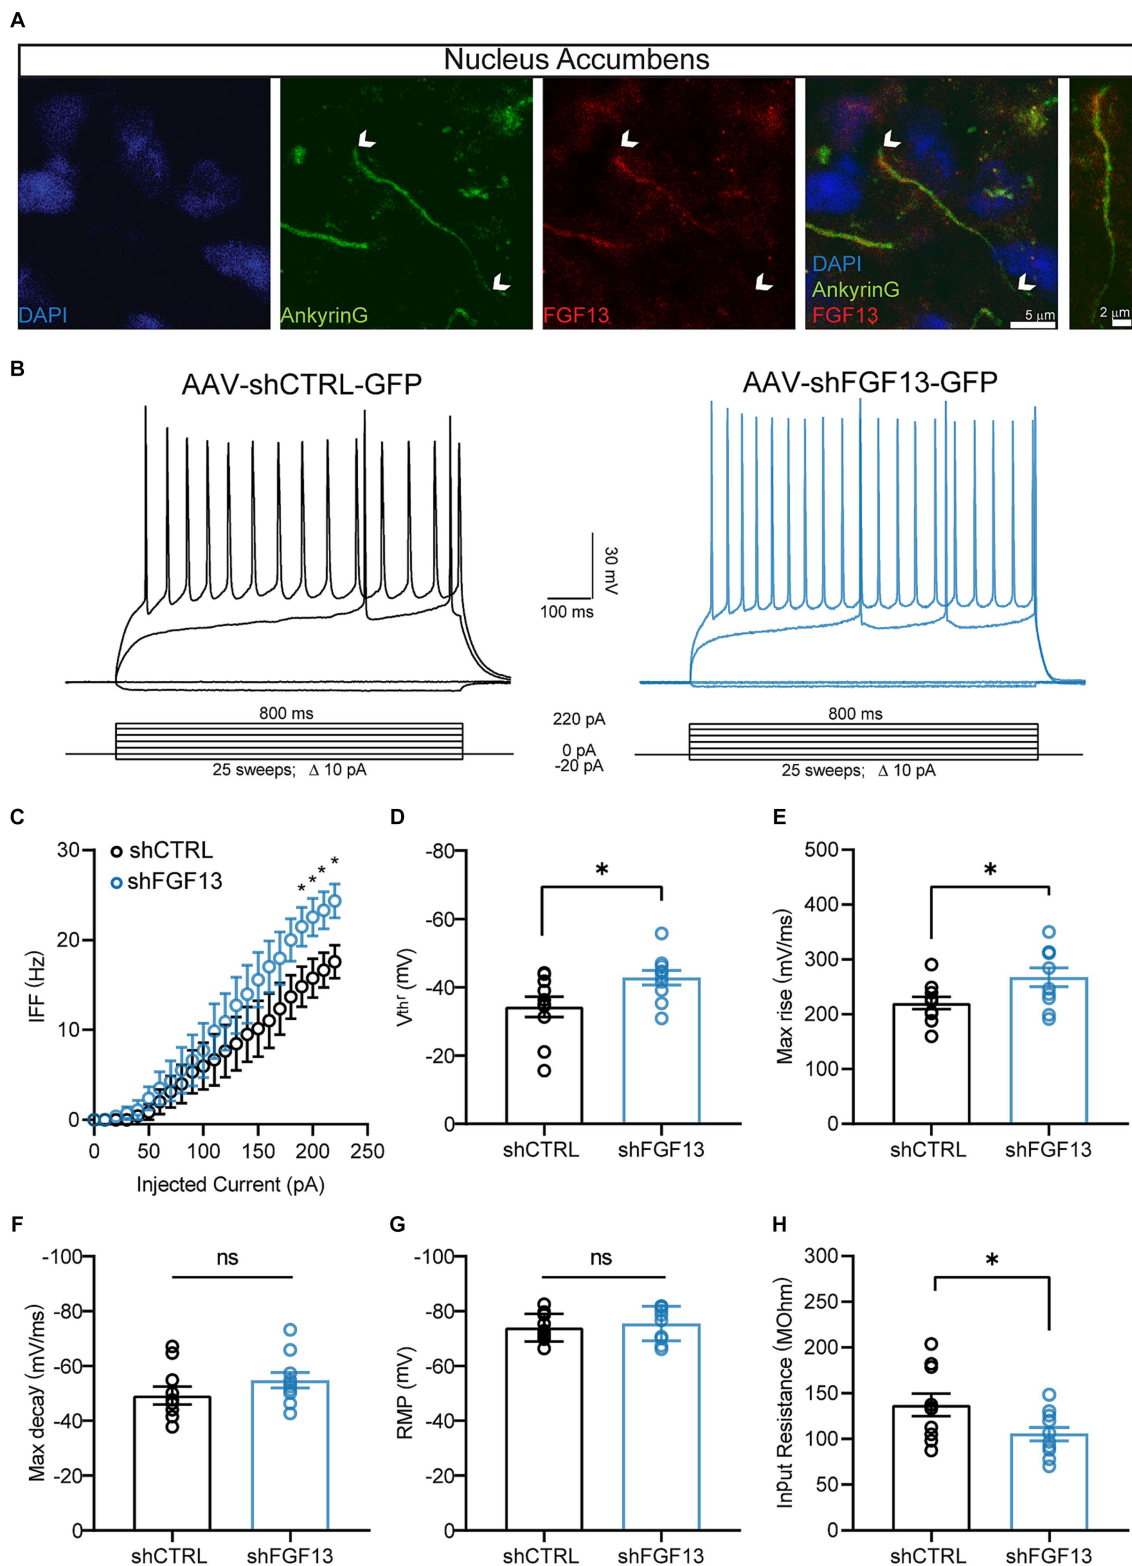 A
Nucleus Accumbens
DAPI
AnkyrinG
FGF13
DAPI
AnkyrinG
FGF13
5 μm
2 μm
B
AAV-shCTRL-GFP
AAV-shFGF13-GFP
30 mV
100 ms
800 ms
220 pA
0 pA
-20 pA
25 sweeps; Δ 10 pA
800 ms
25 sweeps; Δ 10 pA
C
shCTRL
shFGF13
* * * *
IFF (Hz)
30
20
10
0
0 50 100 150 200 250
Injected Current (pA)
D
Vthr (mV)
-80
-60
-40
-20
0
*
shCTRL shFGF13
E
Max rise (mV/ms)
500
400
300
200
100
0
*
shCTRL shFGF13
F
Max decay (mV/ms)
-100
-80
-60
-40
-20
0
ns
shCTRL shFGF13
G
RMP (mV)
-100
-80
-60
-40
-20
0
ns
shCTRL shFGF13
H
Input Resistance (MOhm)
300
250
200
150
100
50
0
*
shCTRL shFGF13